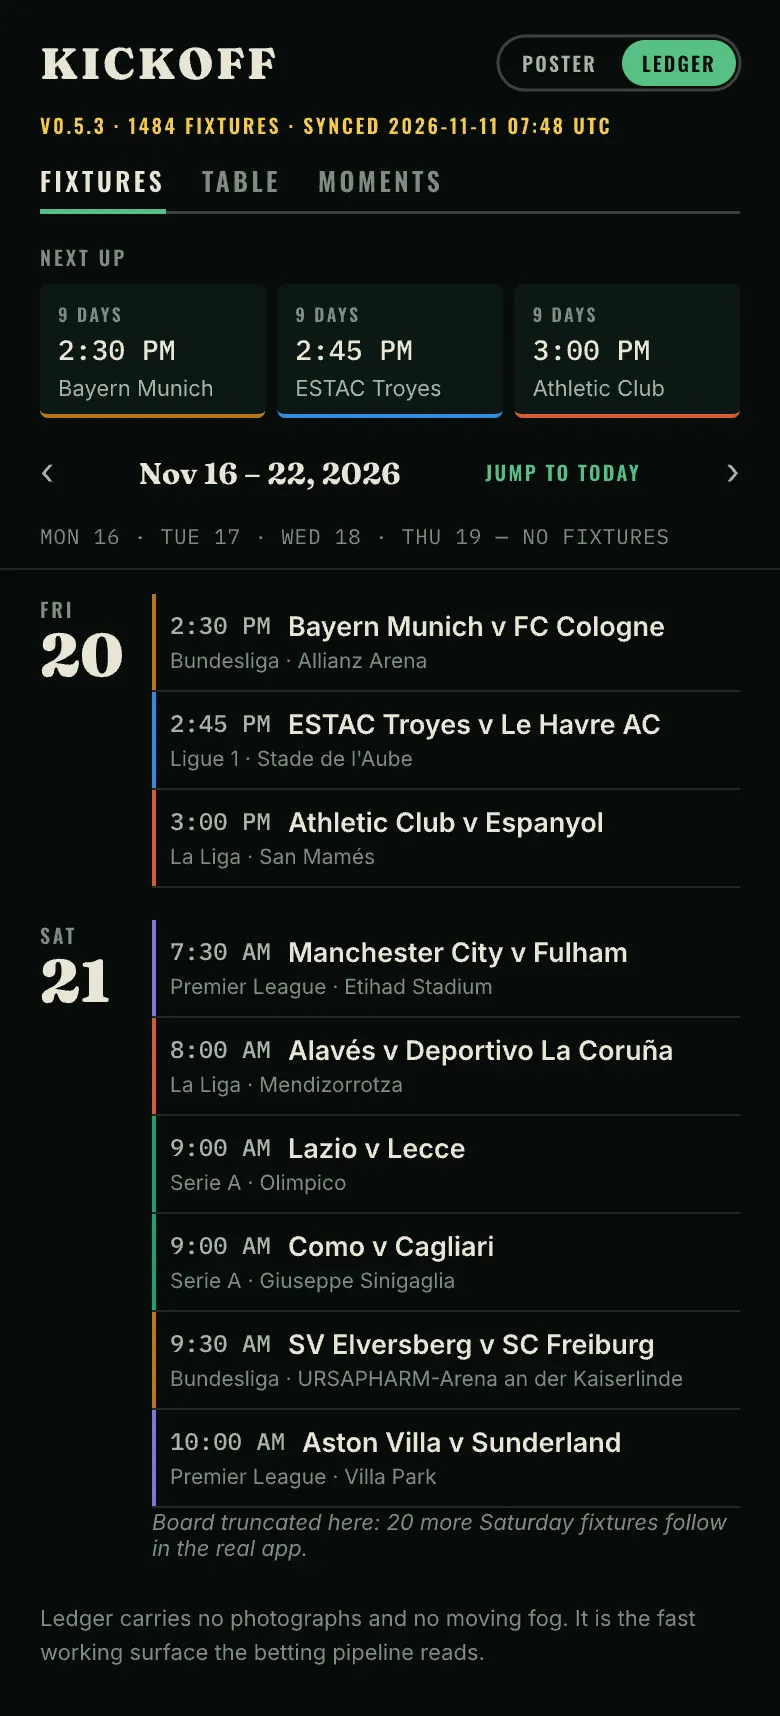 KICKOFF
POSTER
LEDGER
V0.5.3 · 1484 FIXTURES · SYNCED 2026-11-11 07:48 UTC
FIXTURES TABLE MOMENTS
NEXT UP
9 DAYS
2:30 PM
Bayern Munich
9 DAYS
2:45 PM
ESTAC Troyes
9 DAYS
3:00 PM
Athletic Club
‹ Nov 16 – 22, 2026 JUMP TO TODAY ›
MON 16 · TUE 17 · WED 18 · THU 19 — NO FIXTURES
FRI
20
2:30 PM Bayern Munich v FC Cologne
Bundesliga · Allianz Arena
2:45 PM ESTAC Troyes v Le Havre AC
Ligue 1 · Stade de l'Aube
3:00 PM Athletic Club v Espanyol
La Liga · San Mamés
SAT
21
7:30 AM Manchester City v Fulham
Premier League · Etihad Stadium
8:00 AM Alavés v Deportivo La Coruña
La Liga · Mendizorrotza
9:00 AM Lazio v Lecce
Serie A · Olimpico
9:00 AM Como v Cagliari
Serie A · Giuseppe Sinigaglia
9:30 AM SV Elversberg v SC Freiburg
Bundesliga · URSAPHARM-Arena an der Kaiserlinde
10:00 AM Aston Villa v Sunderland
Premier League · Villa Park
Board truncated here: 20 more Saturday fixtures follow
in the real app.
Ledger carries no photographs and no moving fog. It is the fast
working surface the betting pipeline reads.